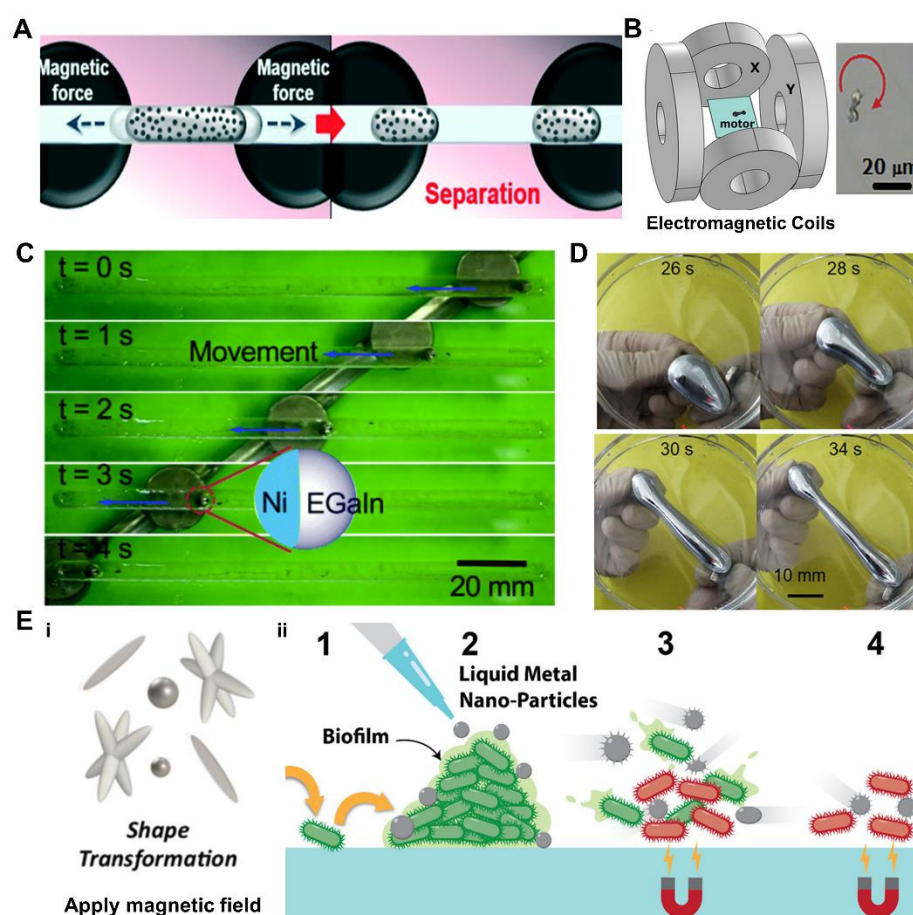 A
Magnetic
force
Magnetic
force
Separation
B
X
Y
motor
20 μm
Electromagnetic Coils
C
t = 0 s
t = 1 s
Movement
t = 2 s
t = 3 s
Ni
EGaIn
t = 4 s
20 mm
D
26 s
28 s
30 s
34 s
10 mm
E
i
Shape
Transformation
Apply magnetic field
ii
1
2
3
4
Liquid Metal
Nano-Particles
Biofilm